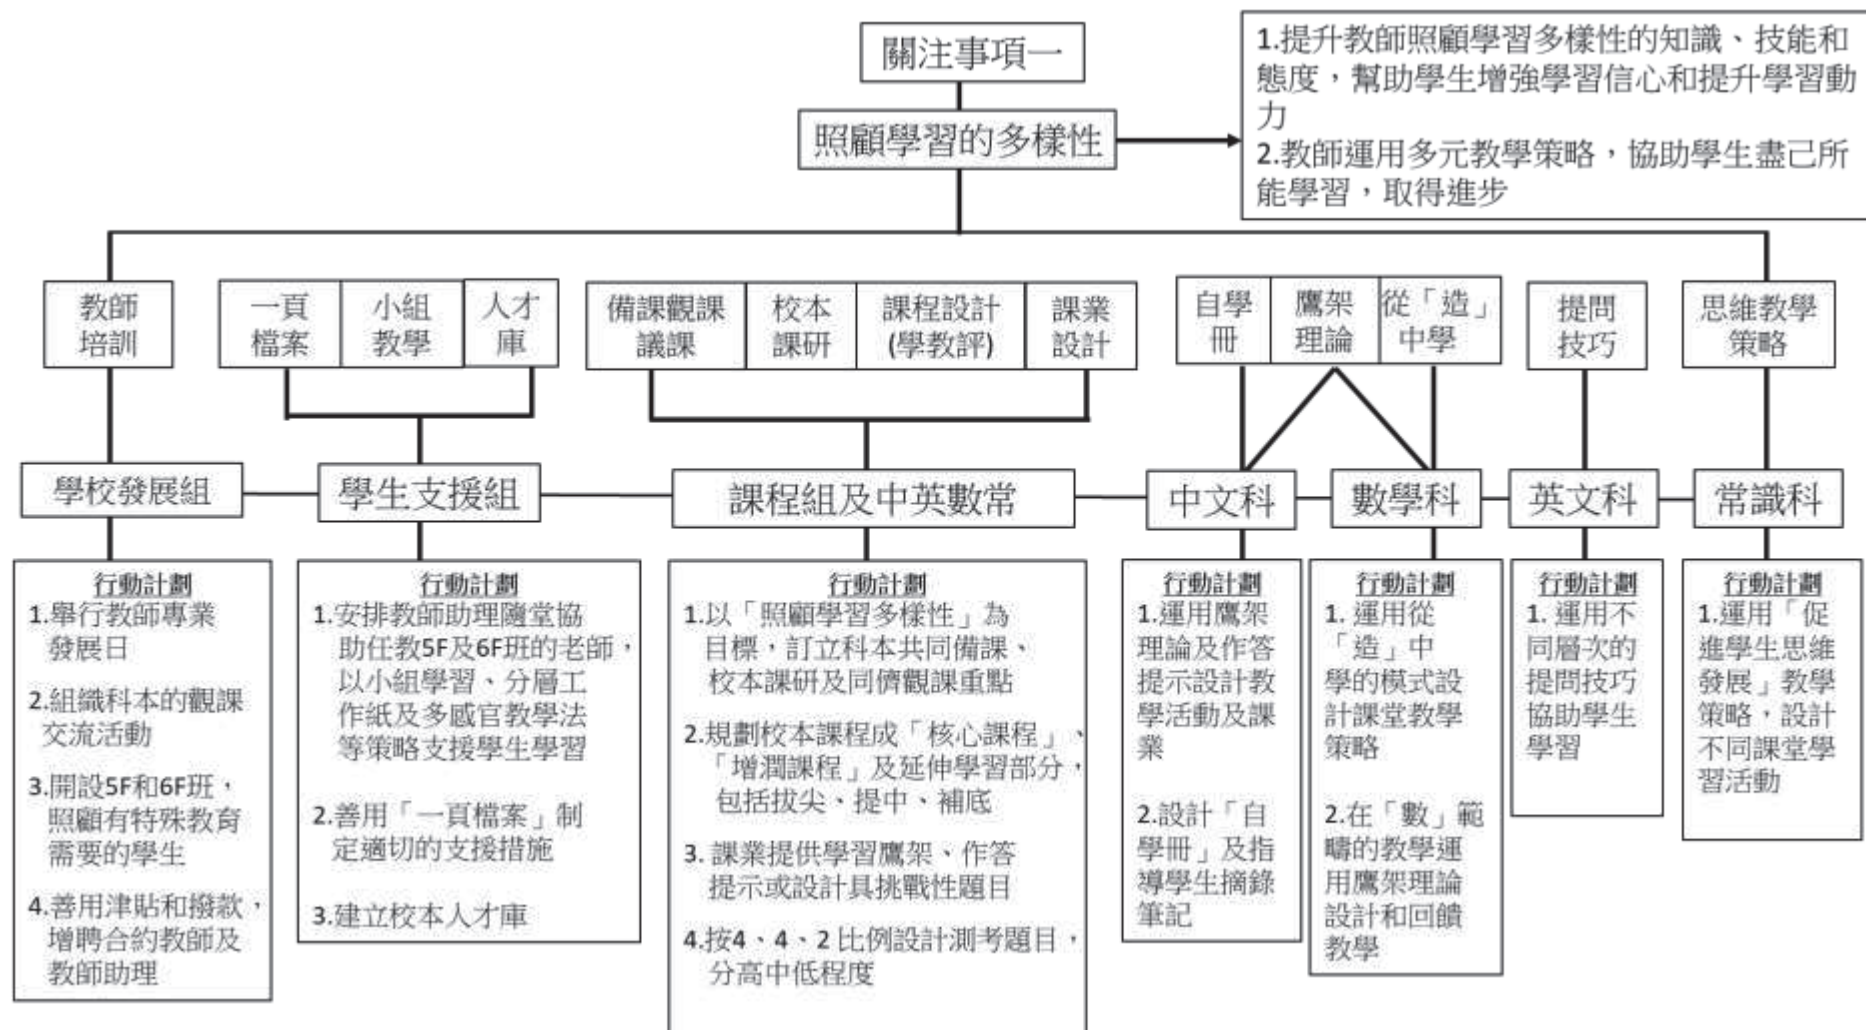 關注事項一
照顧學習的多樣性
1.提升教師照顧學習多樣性的知識、技能和
態度，幫助學生增強學習信心和提升學習動
力
2.教師運用多元教學策略，協助學生盡己所
能學習，取得進步
教師
培訓
一頁
檔案
小組
教學
人才
庫
備課觀課
議課
校本
課研
課程設計
(學教評)
課業
設計
自學
冊
鷹架
理論
從「造」
中學
提問
技巧
思維教學
策略
學校發展組
學生支援組
課程組及中英數常
中文科
數學科
英文科
常識科
行動計劃
1.舉行教師專業
發展日
2.組織科本的觀課
交流活動
3.開設5F和6F班，
照顧有特殊教育
需要的學生
4.善用津貼和撥款，
增聘合約教師及
教師助理
行動計劃
1.安排教師助理隨堂協
助任教5F及6F班的老師，
以小組學習、分層工
作紙及多感官教學法
等策略支援學生學習
2.善用「一頁檔案」制
定適切的支援措施
3.建立校本人才庫
行動計劃
1.以「照顧學習多樣性」為
目標，訂立科本共同備課、
校本課研及同儕觀課重點
2.規劃校本課程成「核心課程」、
「增潤課程」及延伸學習部分，
包括拔尖、提中、補底
3. 課業提供學習鷹架、作答
提示或設計具挑戰性題目
4.按4、4、2 比例設計測考題目，
分高中低程度
行動計劃
1.運用鷹架
理論及作答
提示設計教
學活動及課
業
2.設計「自
學冊」及指
導學生摘錄
筆記
行動計劃
1. 運用從
「造」中
學的模式設
計課堂教學
策略
2.在「數」範
疇的教學運
用鷹架理論
設計和回饋
教學
行動計劃
1. 運用不
同層次的
提問技巧
協助學生
學習
行動計劃
1.運用「促
進學生思維
發展」教學
策略，設計
不同課堂學
習活動